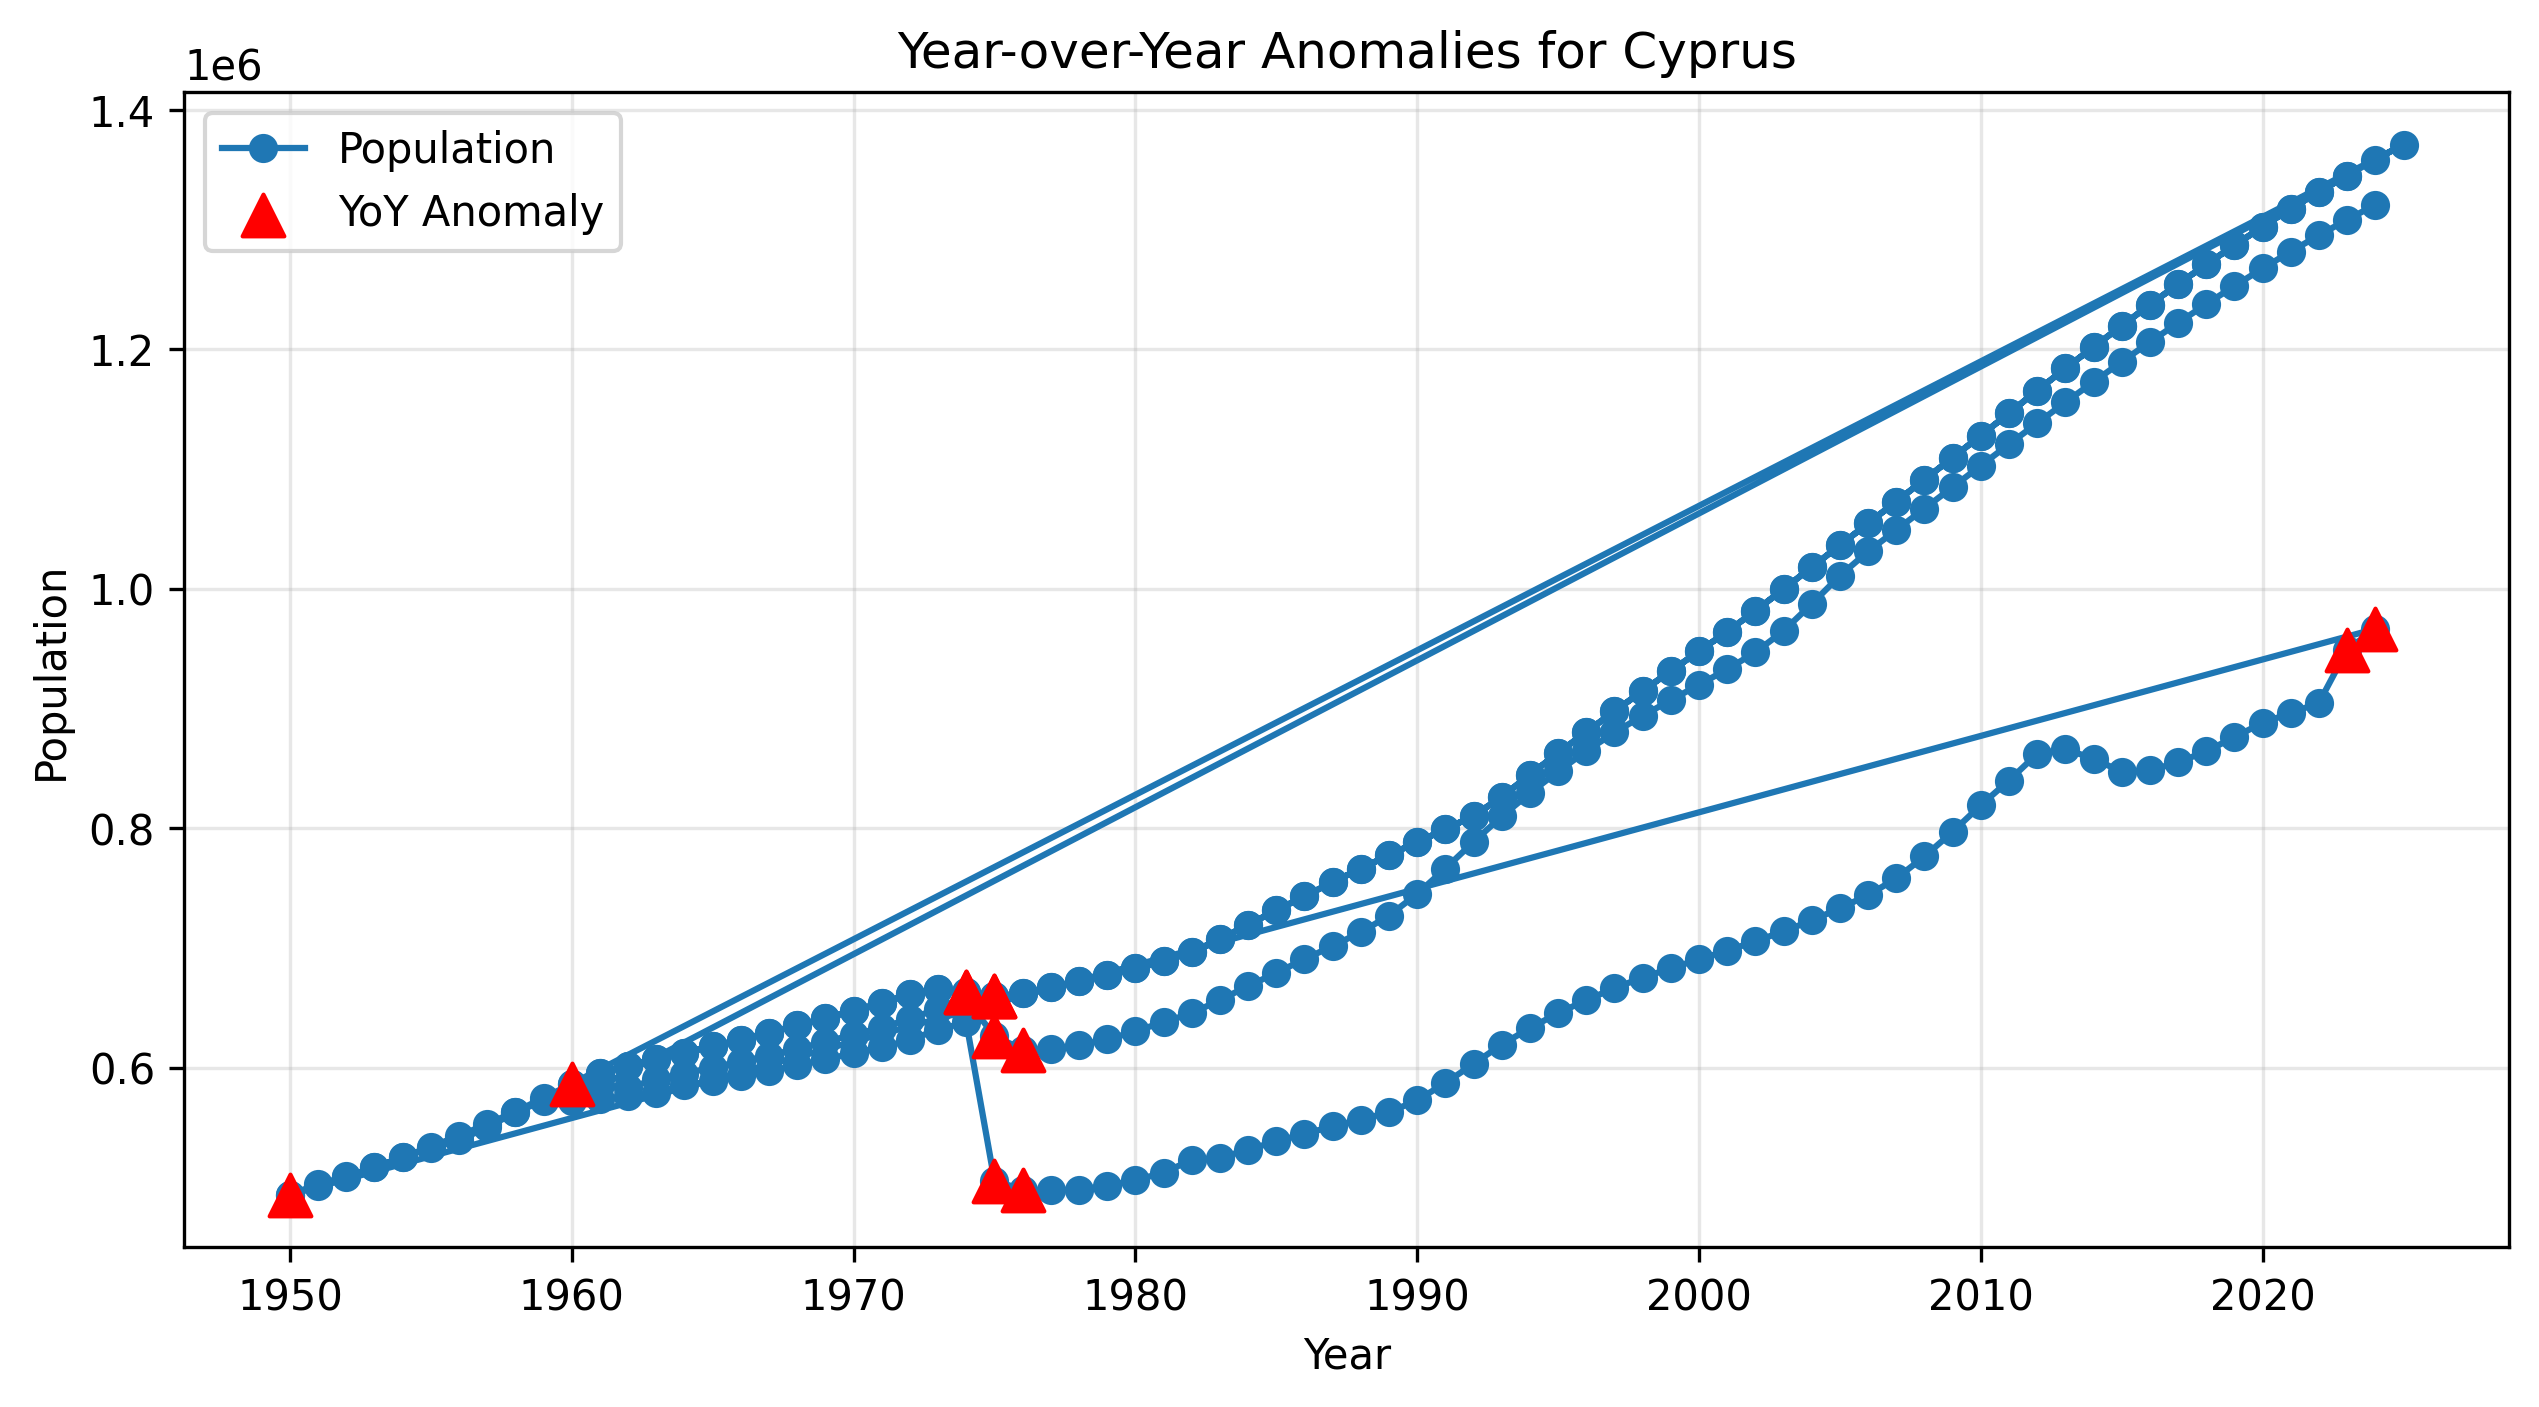 Year-over-Year Anomalies for Cyprus
1e6
1.4
1.2
1.0
0.8
0.6
Population
Population
YoY Anomaly
1950 1960 1970 1980 1990 2000 2010 2020
Year